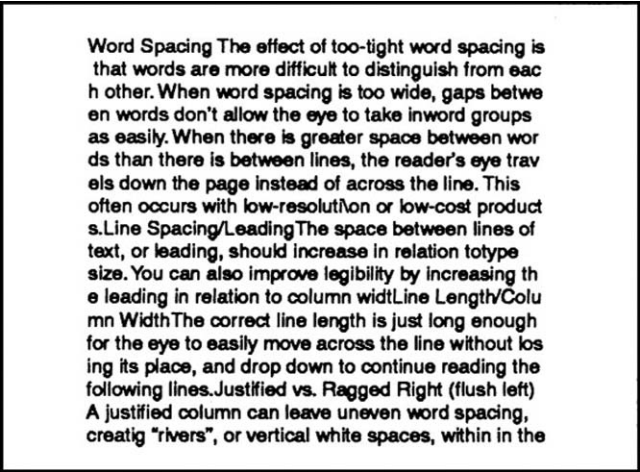 Word Spacing The effect of too-tight word spacing is
that words are more difficult to distinguish from eac
h other. When word spacing is too wide, gaps betwe
en words don't allow the eye to take inword groups
as easily. When there is greater space between wor
ds than there is between lines, the reader's eye trav
els down the page instead of across the line. This
often occurs with low-resoluti\on or low-cost product
s.Line Spacing/LeadingThe space between lines of
text, or leading, should increase in relation totype
size. You can also improve legibility by increasing th
e leading in relation to column widtLine Length/Colu
mn WidthThe correct line length is just long enough
for the eye to easily move across the line without los
ing its place, and drop down to continue reading the
following lines.Justified vs. Ragged Right (flush left)
A justified column can leave uneven word spacing,
creatig "rivers", or vertical white spaces, within in the